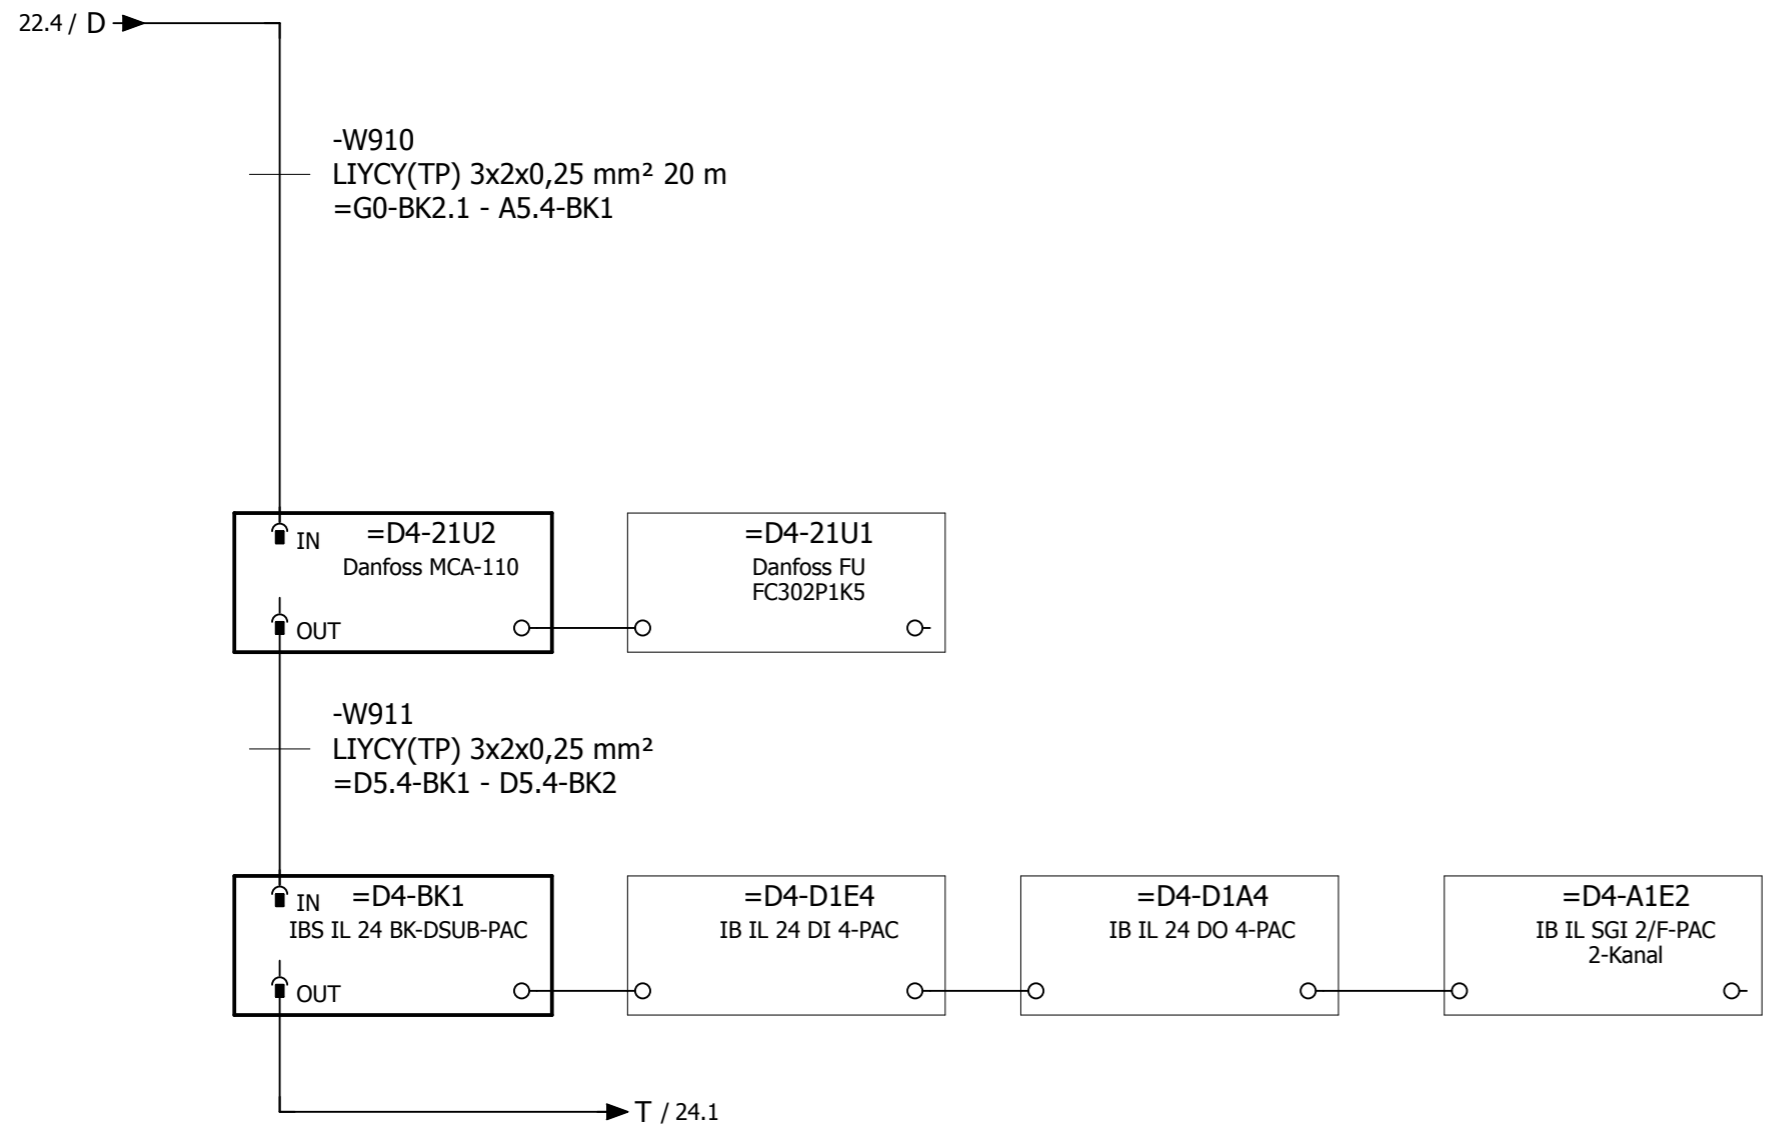 22.4 / D
-W910
LIYCY(TP) 3x2x0,25 mm² 20 m
=G0-BK2.1 - A5.4-BK1
IN
=D4-21U2
Danfoss MCA-110
OUT
=D4-21U1
Danfoss FU
FC302P1K5
-W911
LIYCY(TP) 3x2x0,25 mm²
=D5.4-BK1 - D5.4-BK2
IN
=D4-BK1
IBS IL 24 BK-DSUB-PAC
OUT
=D4-D1E4
IB IL 24 DI 4-PAC
=D4-D1A4
IB IL 24 DO 4-PAC
=D4-A1E2
IB IL SGI 2/F-PAC
2-Kanal
T / 24.1